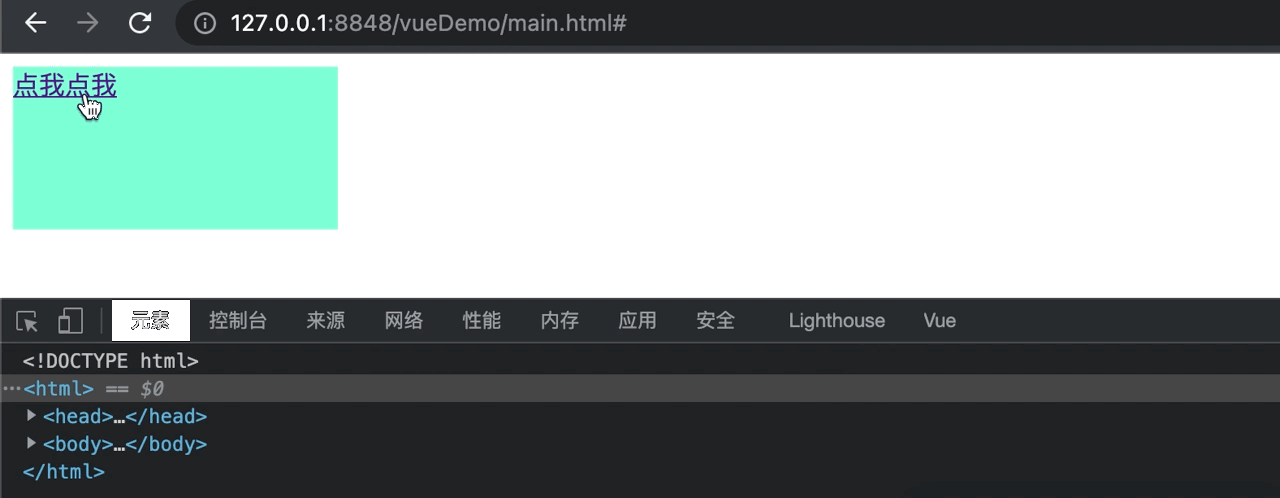 127.0.0.1:8848/vueDemo/main.html#
点我点我
元素 控制台 来源 网络 性能 内存 应用 安全 Lighthouse Vue
<!DOCTYPE html>
…<html> == $0
<head>…</head>
<body>…</body>
</html>